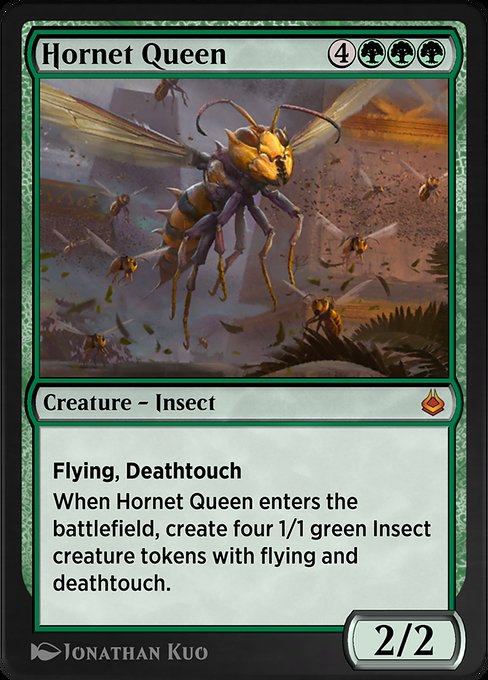 Hornet Queen 4
Creature – Insect
Flying, Deathtouch
When Hornet Queen enters the
battlefield, create four 1/1 green Insect
creature tokens with flying and
deathtouch.
2/2
Jonathan Kuo